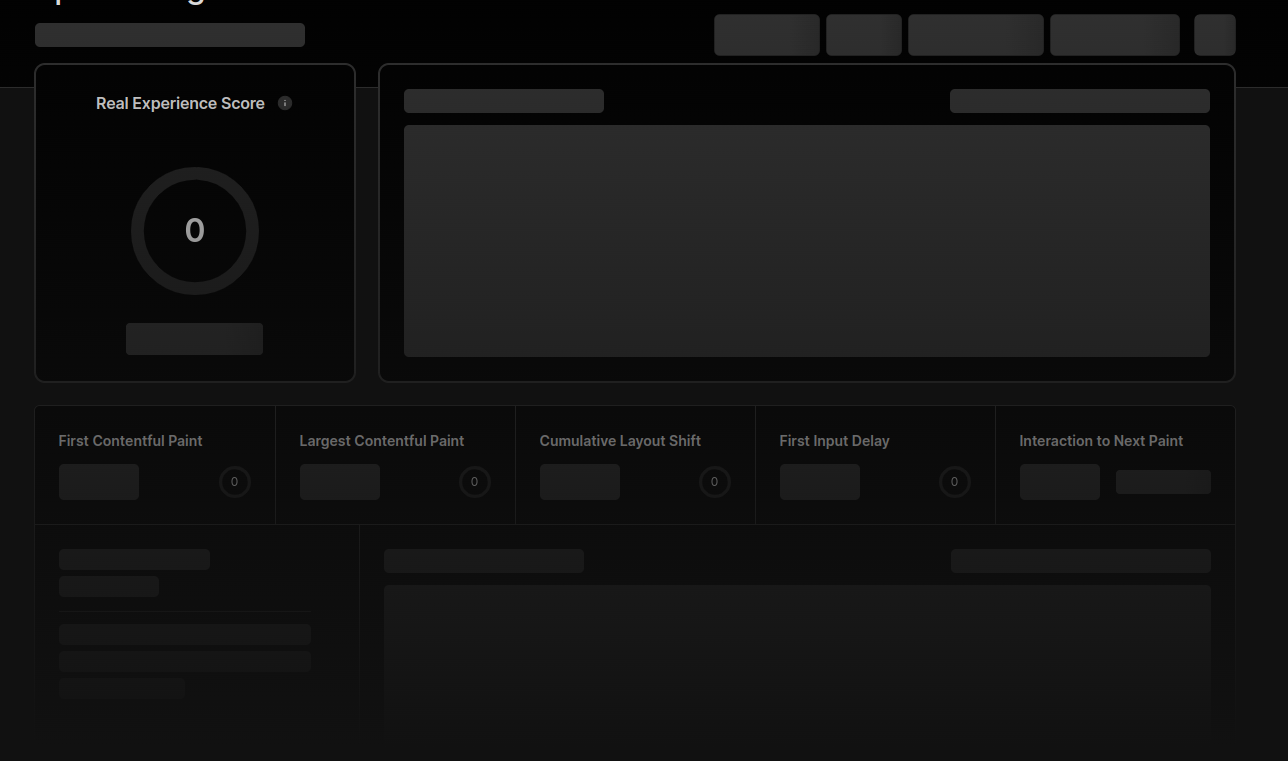 Real Experience Score
0
First Contentful Paint
Largest Contentful Paint
Cumulative Layout Shift
First Input Delay
Interaction to Next Paint
0
0
0
0